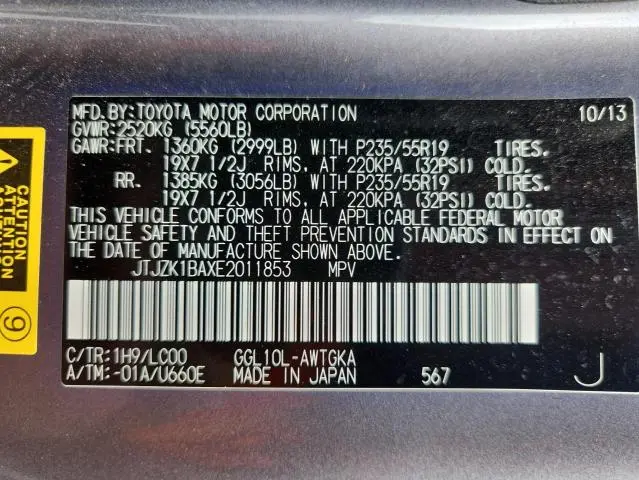 MFD.BY:TOYOTA MOTOR CORPORATION 10/13
GVWR:2520KG (5560LB)
GAWR:FRT. 1360KG (2999LB) WITH P235/55R19 TIRES.
19X7 1/2J RIMS. AT 220KPA (32PSI) COLD.
RR. 1385KG (3056LB) WITH P235/55R19 TIRES.
19X7 1/2J RIMS. AT 220KPA (32PSI) COLD.
THIS VEHICLE CONFORMS TO ALL APPLICABLE FEDERAL MOTOR
VEHICLE SAFETY AND THEFT PREVENTION STANDARDS IN EFFECT ON
THE DATE OF MANUFACTURE SHOWN ABOVE.
JTJZK1BAXE2011853 MPV
C/TR:1H9/LC00 GGL10L-AWTGKA
A/TM:-01A/U660E MADE IN JAPAN 567 J
CAUTION
ATTENTION
9